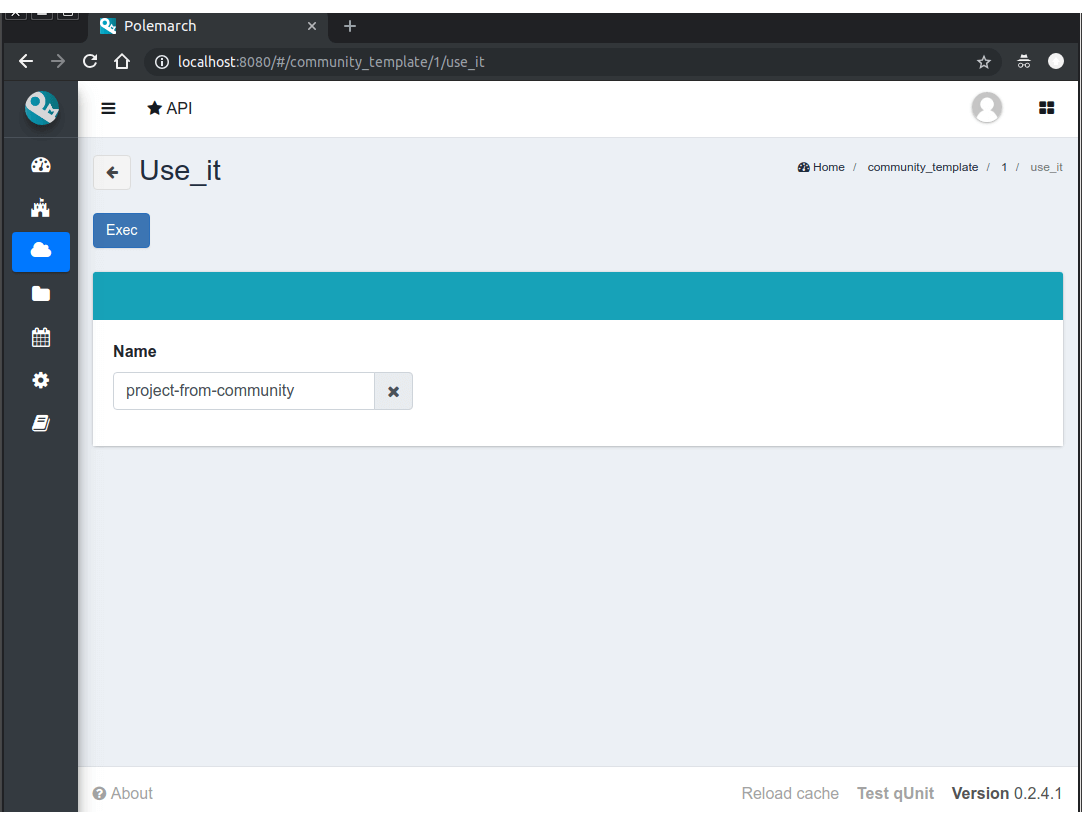 Polemarch
localhost:8080/#/community_template/1/use_it
API
Use_it
Home / community_template / 1 / use_it
Exec
Name
project-from-community
About
Reload cache Test qUnit Version 0.2.4.1